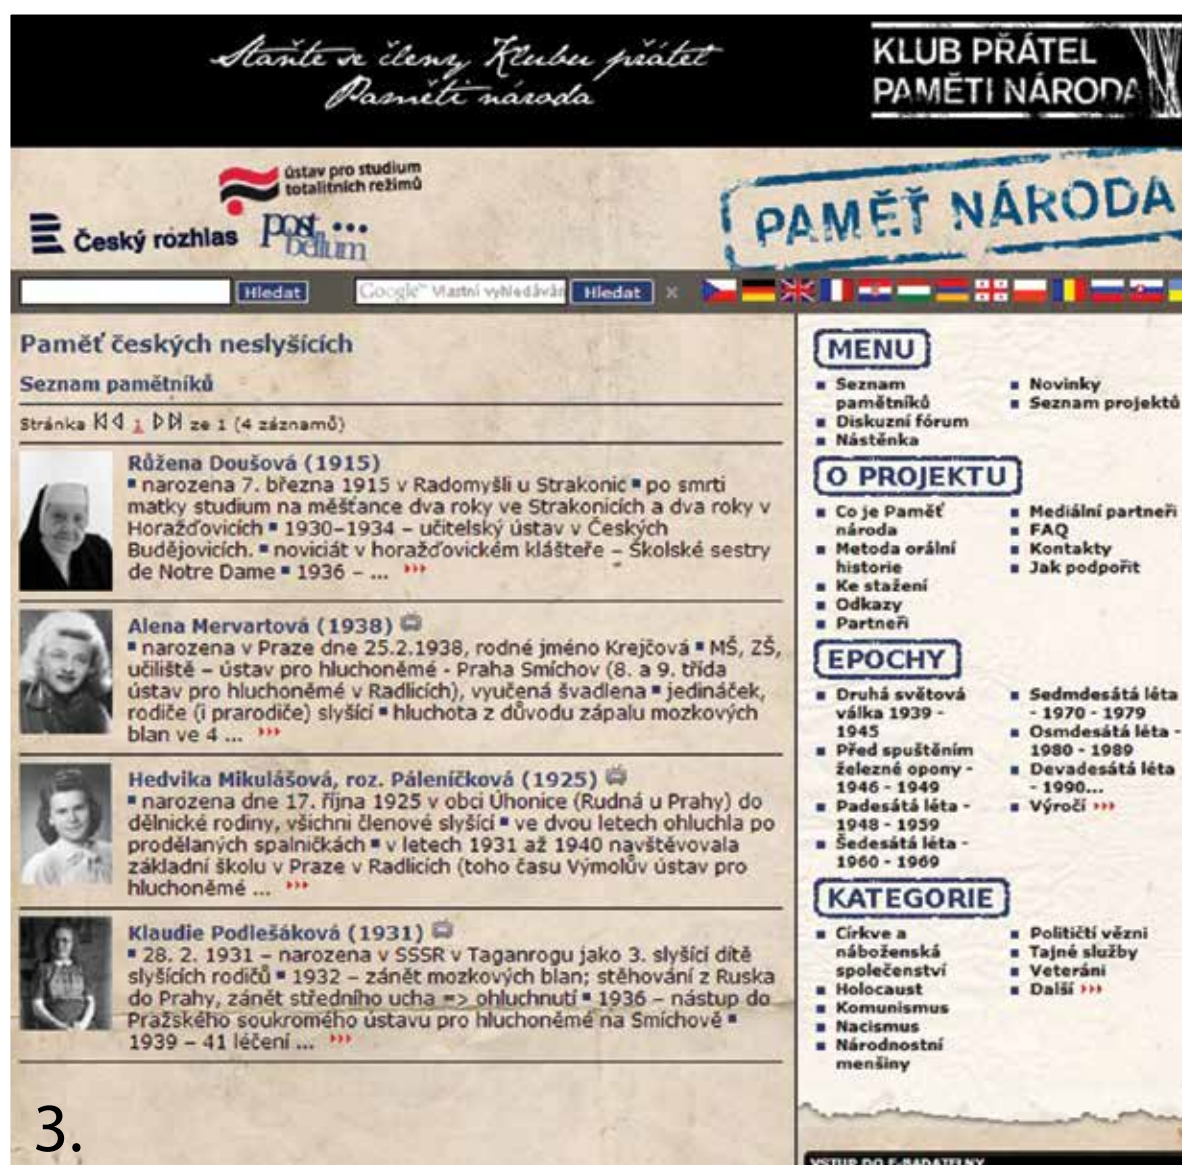 Staňte se členy Klubu přátel
Paměti národa
KLUB PŘÁTEL
PAMĚTI NÁRODA
ústav pro studium
totalitních režimů
Český rozhlas
post
bellum
PAMĚŤ NÁRODA
Hledat
Google™ Vlastní vyhledáván
Hledat
×
Paměť českých neslyšících
Seznam pamětníků
Stránka 1 ze 1 (4 záznamů)
Růžena Doušová (1915)
▪ narozena 7. března 1915 v Radomyšli u Strakonic ▪ po smrti
matky studium na měšťance dva roky ve Strakonicích a dva roky v
Horažďovicích ▪ 1930–1934 – učitelský ústav v Českých
Budějovicích. ▪ noviciát v horažďovickém klášteře – Školské sestry
de Notre Dame ▪ 1936 – ...
Alena Mervartová (1938)
▪ narozena v Praze dne 25.2.1938, rodné jméno Krejčová ▪ MŠ, ZŠ,
učiliště – ústav pro hluchoněmé - Praha Smíchov (8. a 9. třída
ústav pro hluchoněmé v Radlicích), vyučená švadlena ▪ jedináček,
rodiče (i prarodiče) slyšící ▪ hluchota z důvodu zápalu mozkových
blan ve 4 ...
Hedvika Mikulášová, roz. Páleníčková (1925)
▪ narozena dne 17. října 1925 v obci Úhonice (Rudná u Prahy) do
dělnické rodiny, všichni členové slyšící ▪ ve dvou letech ohluchla po
prodělaných spalničkách ▪ v letech 1931 až 1940 navštěvovala
základní školu v Praze v Radlicích (toho času Výmolův ústav pro
hluchoněmé ...
Klaudie Podlešáková (1931)
▪ 28. 2. 1931 – narozena v SSSR v Taganrogu jako 3. slyšící dítě
slyšících rodičů ▪ 1932 – zánět mozkových blan; stěhování z Ruska
do Prahy, zánět středního ucha => ohluchnutí ▪ 1936 – nástup do
Pražského soukromého ústavu pro hluchoněmé na Smíchově ▪
1939 – 41 léčení ...
3.
MENU
▪ Seznam
pamětníků
▪ Diskuzní fórum
▪ Nástěnka
▪ Novinky
▪ Seznam projektů
O PROJEKTU
▪ Co je Paměť
národa
▪ Metoda orální
historie
▪ Ke stažení
▪ Odkazy
▪ Partneři
▪ Mediální partneři
▪ FAQ
▪ Kontakty
▪ Jak podpořit
EPOCHY
▪ Druhá světová
válka 1939 -
1945
▪ Před spuštěním
železné opony -
1946 - 1949
▪ Padesátá léta -
1948 - 1959
▪ Šedesátá léta -
1960 - 1969
▪ Sedmdesátá léta
- 1970 - 1979
▪ Osmdesátá léta -
1980 - 1989
▪ Devadesátá léta
- 1990...
▪ Výročí
KATEGORIE
▪ Církve a
náboženská
společenství
▪ Holocaust
▪ Komunismus
▪ Nacismus
▪ Národnostní
menšiny
▪ Političtí vězni
▪ Tajné služby
▪ Veteráni
▪ Další
VSTUP DO E-BADATELNY